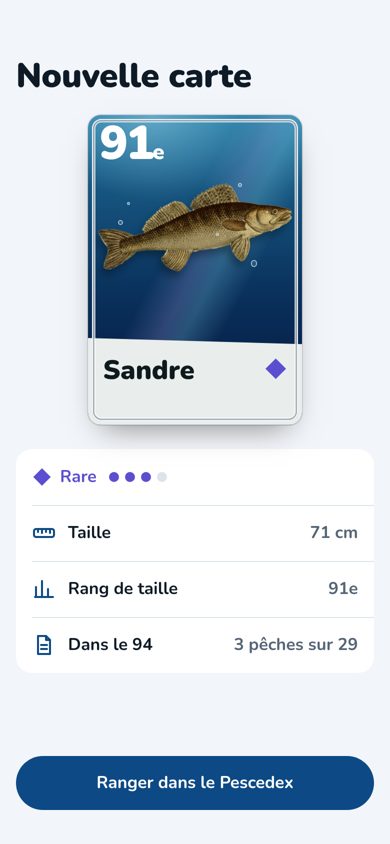 Nouvelle carte
91e
Sandre
Rare
Taille 71 cm
Rang de taille 91e
Dans le 94 3 pêches sur 29
Ranger dans le Pescedex